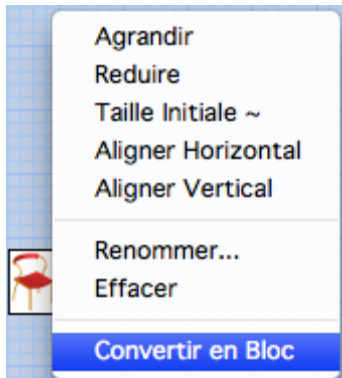 Agrandir
Reduire
Taille Initiale ~
Aligner Horizontal
Aligner Vertical
Renommer...
Effacer
Convertir en Bloc